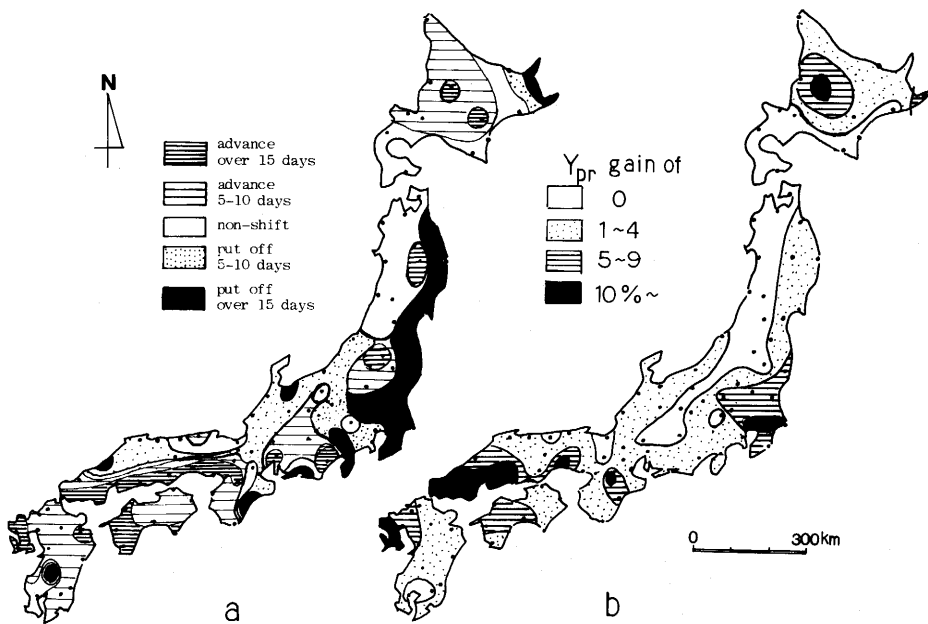 N
advance
over 15 days
advance
5-10 days
non-shift
put off
5-10 days
put off
over 15 days
a
Ypr gain of
0
1~4
5~9
10%~
0 300km
b